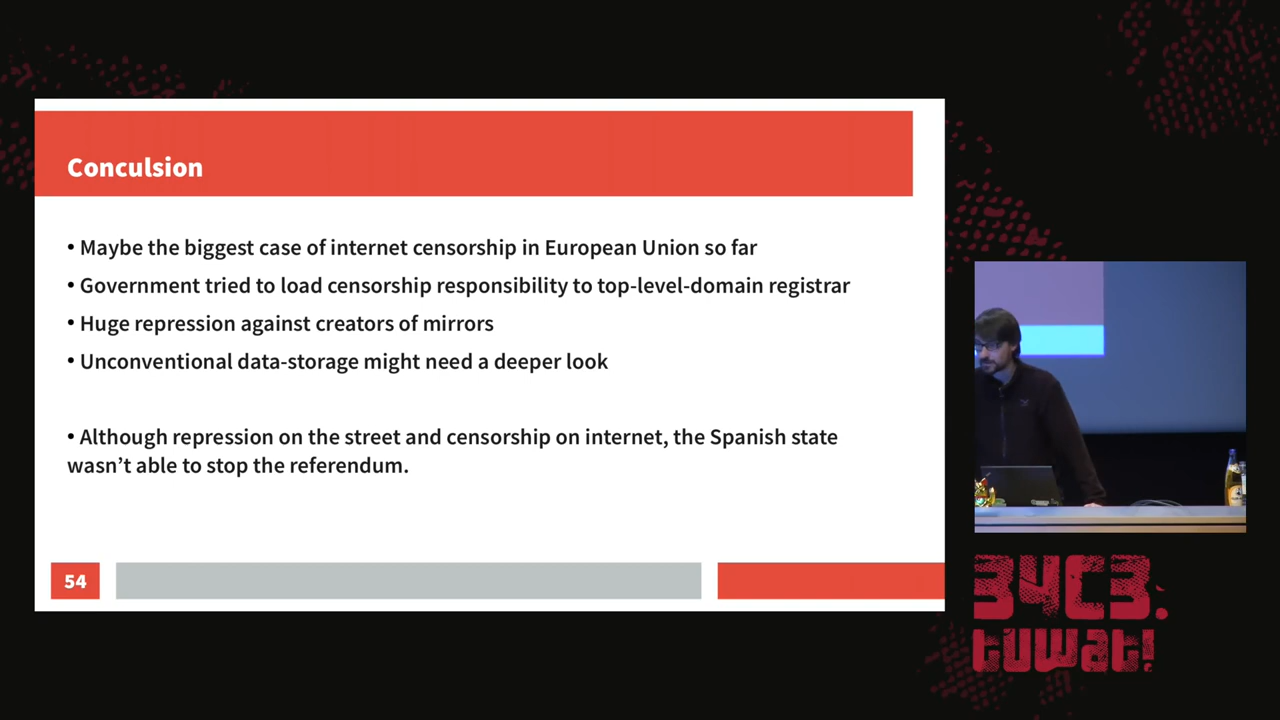 Conculsion
• Maybe the biggest case of internet censorship in European Union so far
• Government tried to load censorship responsibility to top-level-domain registrar
• Huge repression against creators of mirrors
• Unconventional data-storage might need a deeper look
• Although repression on the street and censorship on internet, the Spanish state
wasn't able to stop the referendum.
54
34C3.
tuwat!